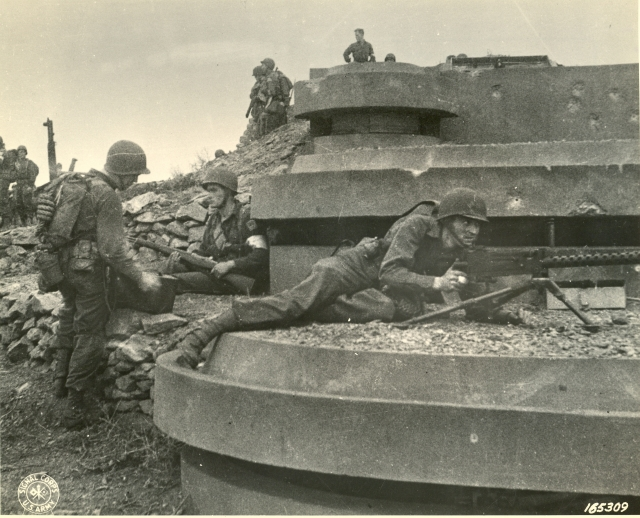 SIGNAL CORPS
U.S. ARMY
165309